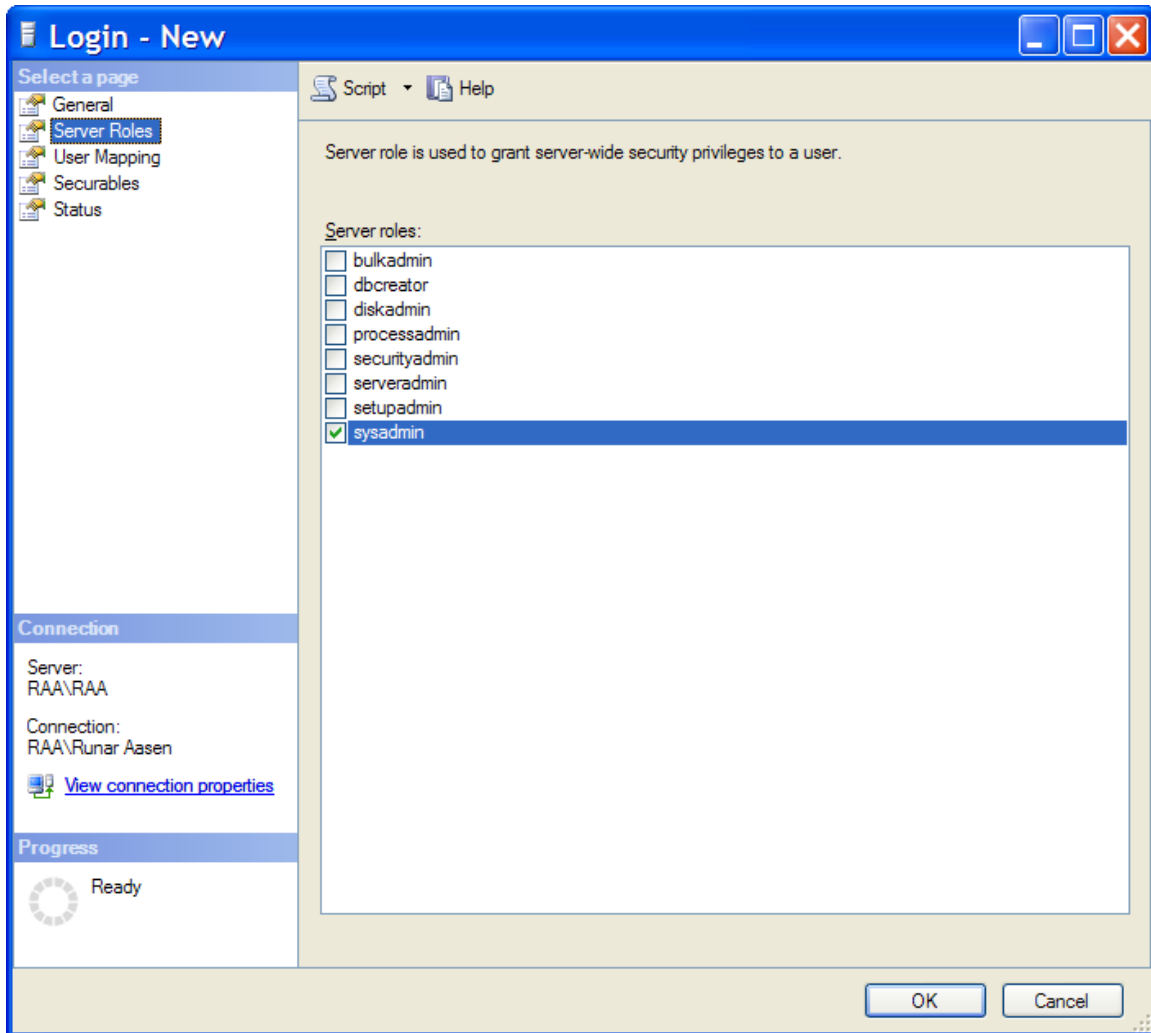 Login - New
Select a page
General
Server Roles
User Mapping
Securables
Status
Script Help
Server role is used to grant server-wide security privileges to a user.
Server roles:
bulkadmin
dbcreator
diskadmin
processadmin
securityadmin
serveradmin
setupadmin
sysadmin
Connection
Server:
RAA\RAA
Connection:
RAA\Runar Aasen
View connection properties
Progress
Ready
OK Cancel